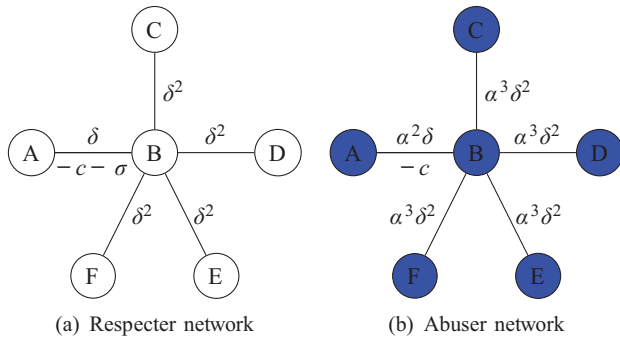 C
δ²
δ
A
− c − σ
B
δ²
D
δ²
δ²
F
E
(a) Respecter network
C
α³δ²
α²δ
A
−c
B
α³δ²
D
α³δ²
α³δ²
F
E
(b) Abuser network